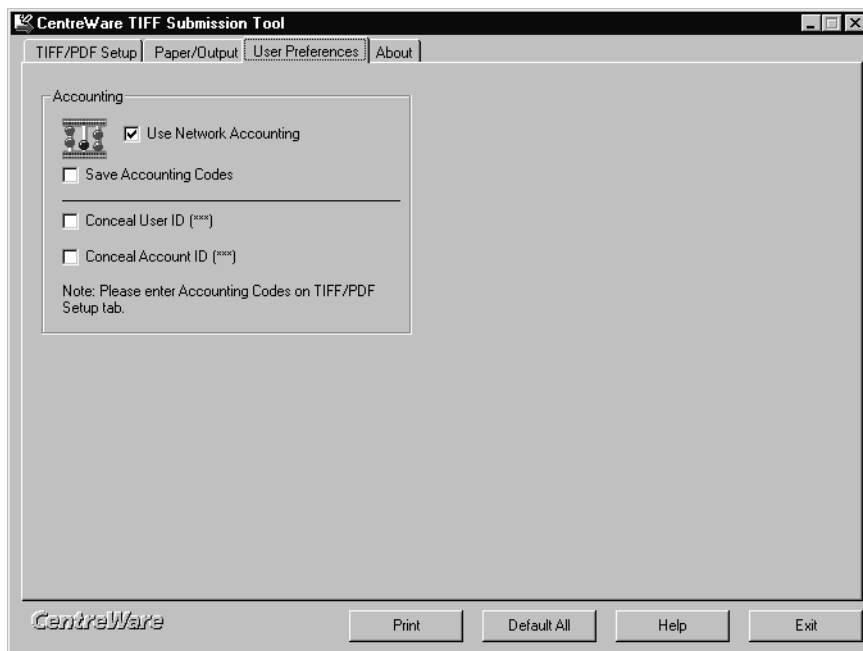 CentreWare TIFF Submission Tool
TIFF/PDF Setup Paper/Output User Preferences About
Accounting
Use Network Accounting
Save Accounting Codes
Conceal User ID (***)
Conceal Account ID (***)
Note: Please enter Accounting Codes on TIFF/PDF
Setup tab.
CentreWare Print Default All Help Exit